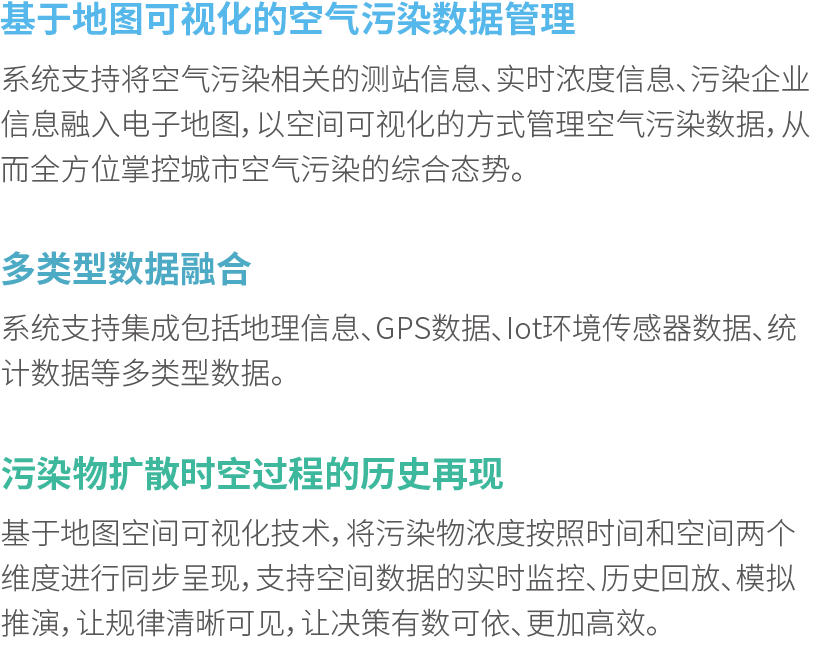 基于地图可视化的空气污染数据管理
系统支持将空气污染相关的测站信息、实时浓度信息、污染企业
信息融入电子地图，以空间可视化的方式管理空气污染数据，从
而全方位掌控城市空气污染的综合态势。
多类型数据融合
系统支持集成包括地理信息、GPS数据、Iot环境传感器数据、统
计数据等多类型数据。
污染物扩散时空过程的历史再现
基于地图空间可视化技术，将污染物浓度按照时间和空间两个
维度进行同步呈现，支持空间数据的实时监控、历史回放、模拟
推演，让规律清晰可见，让决策有数可依、更加高效。